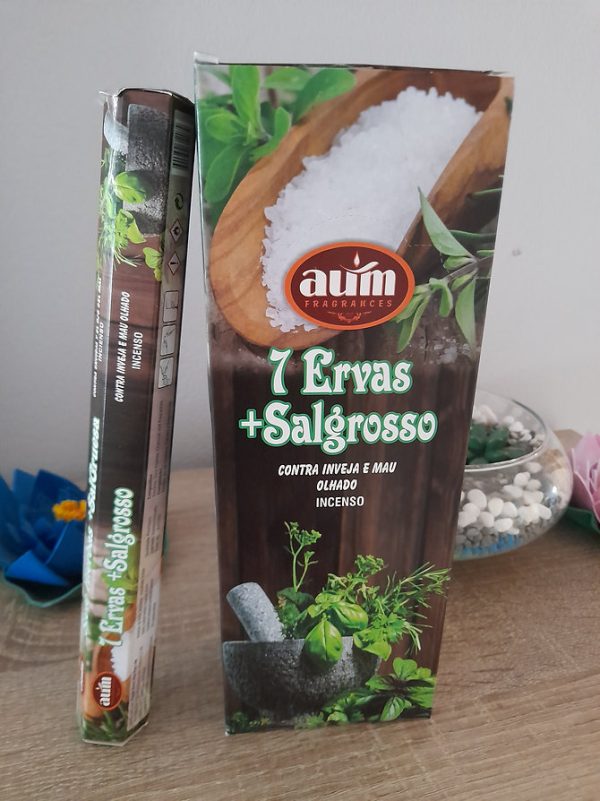 aum
FRAGRANCES
7 Ervas
+Salgrosso
CONTRA INVEJA E MAU
OLHADO
INCENSO
7 Ervas +Salgrosso
CONTRA INVEJA E MAU OLHADO
INCENSO
aum